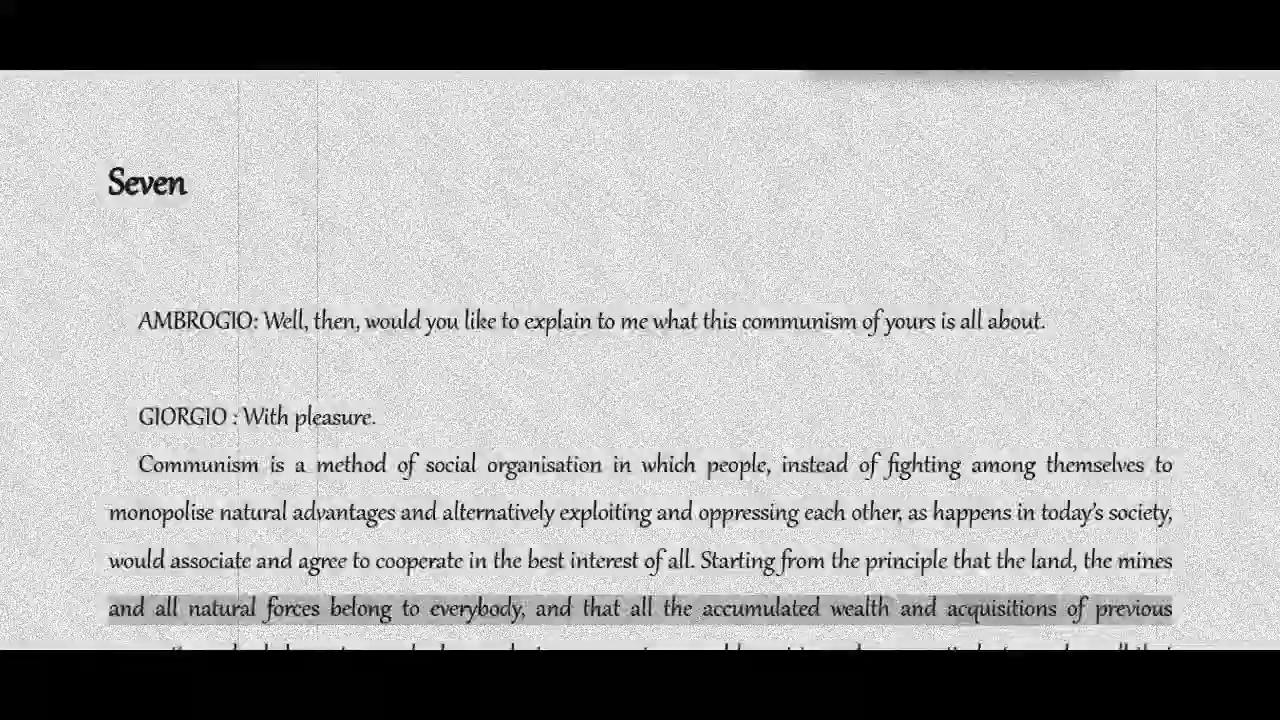 Seven
AMBROGIO: Well, then, would you like to explain to me what this communism of yours is all about.
GIORGIO : With pleasure.
Communism is a method of social organisation in which people, instead of fighting among themselves to
monopolise natural advantages and alternatively exploiting and oppressing each other, as happens in today's society,
would associate and agree to cooperate in the best interest of all. Starting from the principle that the land, the mines
and all natural forces belong to everybody, and that all the accumulated wealth and acquisitions of previous